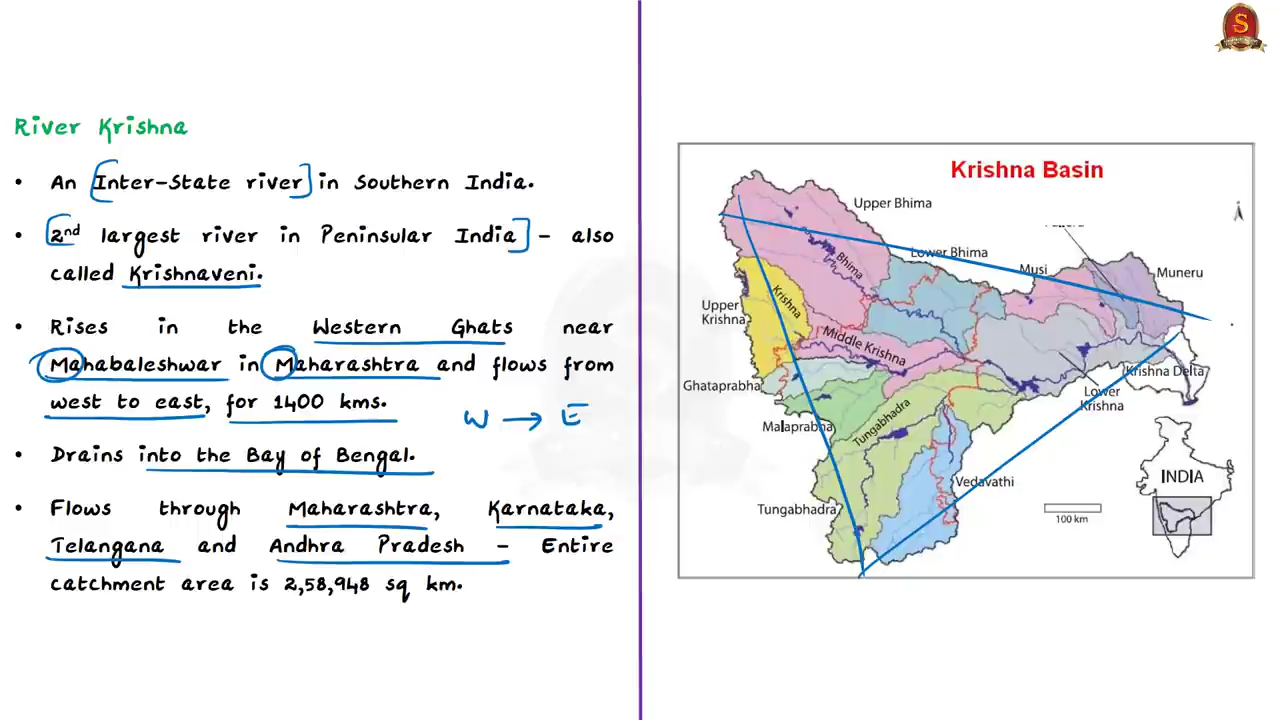 River Krishna
• An Inter-State river in Southern India.
• 2nd largest river in Peninsular India - also
called Krishnaveni.
• Rises in the Western Ghats near
Mahabaleshwar in Maharashtra and flows from
west to east, for 1400 kms.
W → E
• Drains into the Bay of Bengal.
• Flows through Maharashtra, Karnataka,
Telangana and Andhra Pradesh - Entire
catchment area is 2,58,948 sq km.
S
Krishna Basin
Upper Bhima
Lower Bhima
Bhima
Musi
Muneru
Krishna
Upper
Krishna
Middle Krishna
Ghataprabha
Krishna Delta
Lower
Krishna
Malaprabha
Tungabhadra
Vedavathi
Tungabhadra
INDIA
100 km